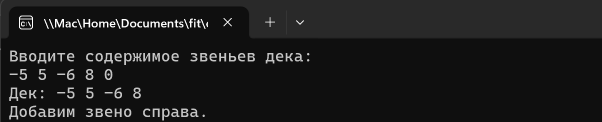 \\Mac\Home\Documents\fit\
Вводите содержимое звеньев дека:
-5 5 -6 8 0
Дек: -5 5 -6 8
Добавим звено справа.